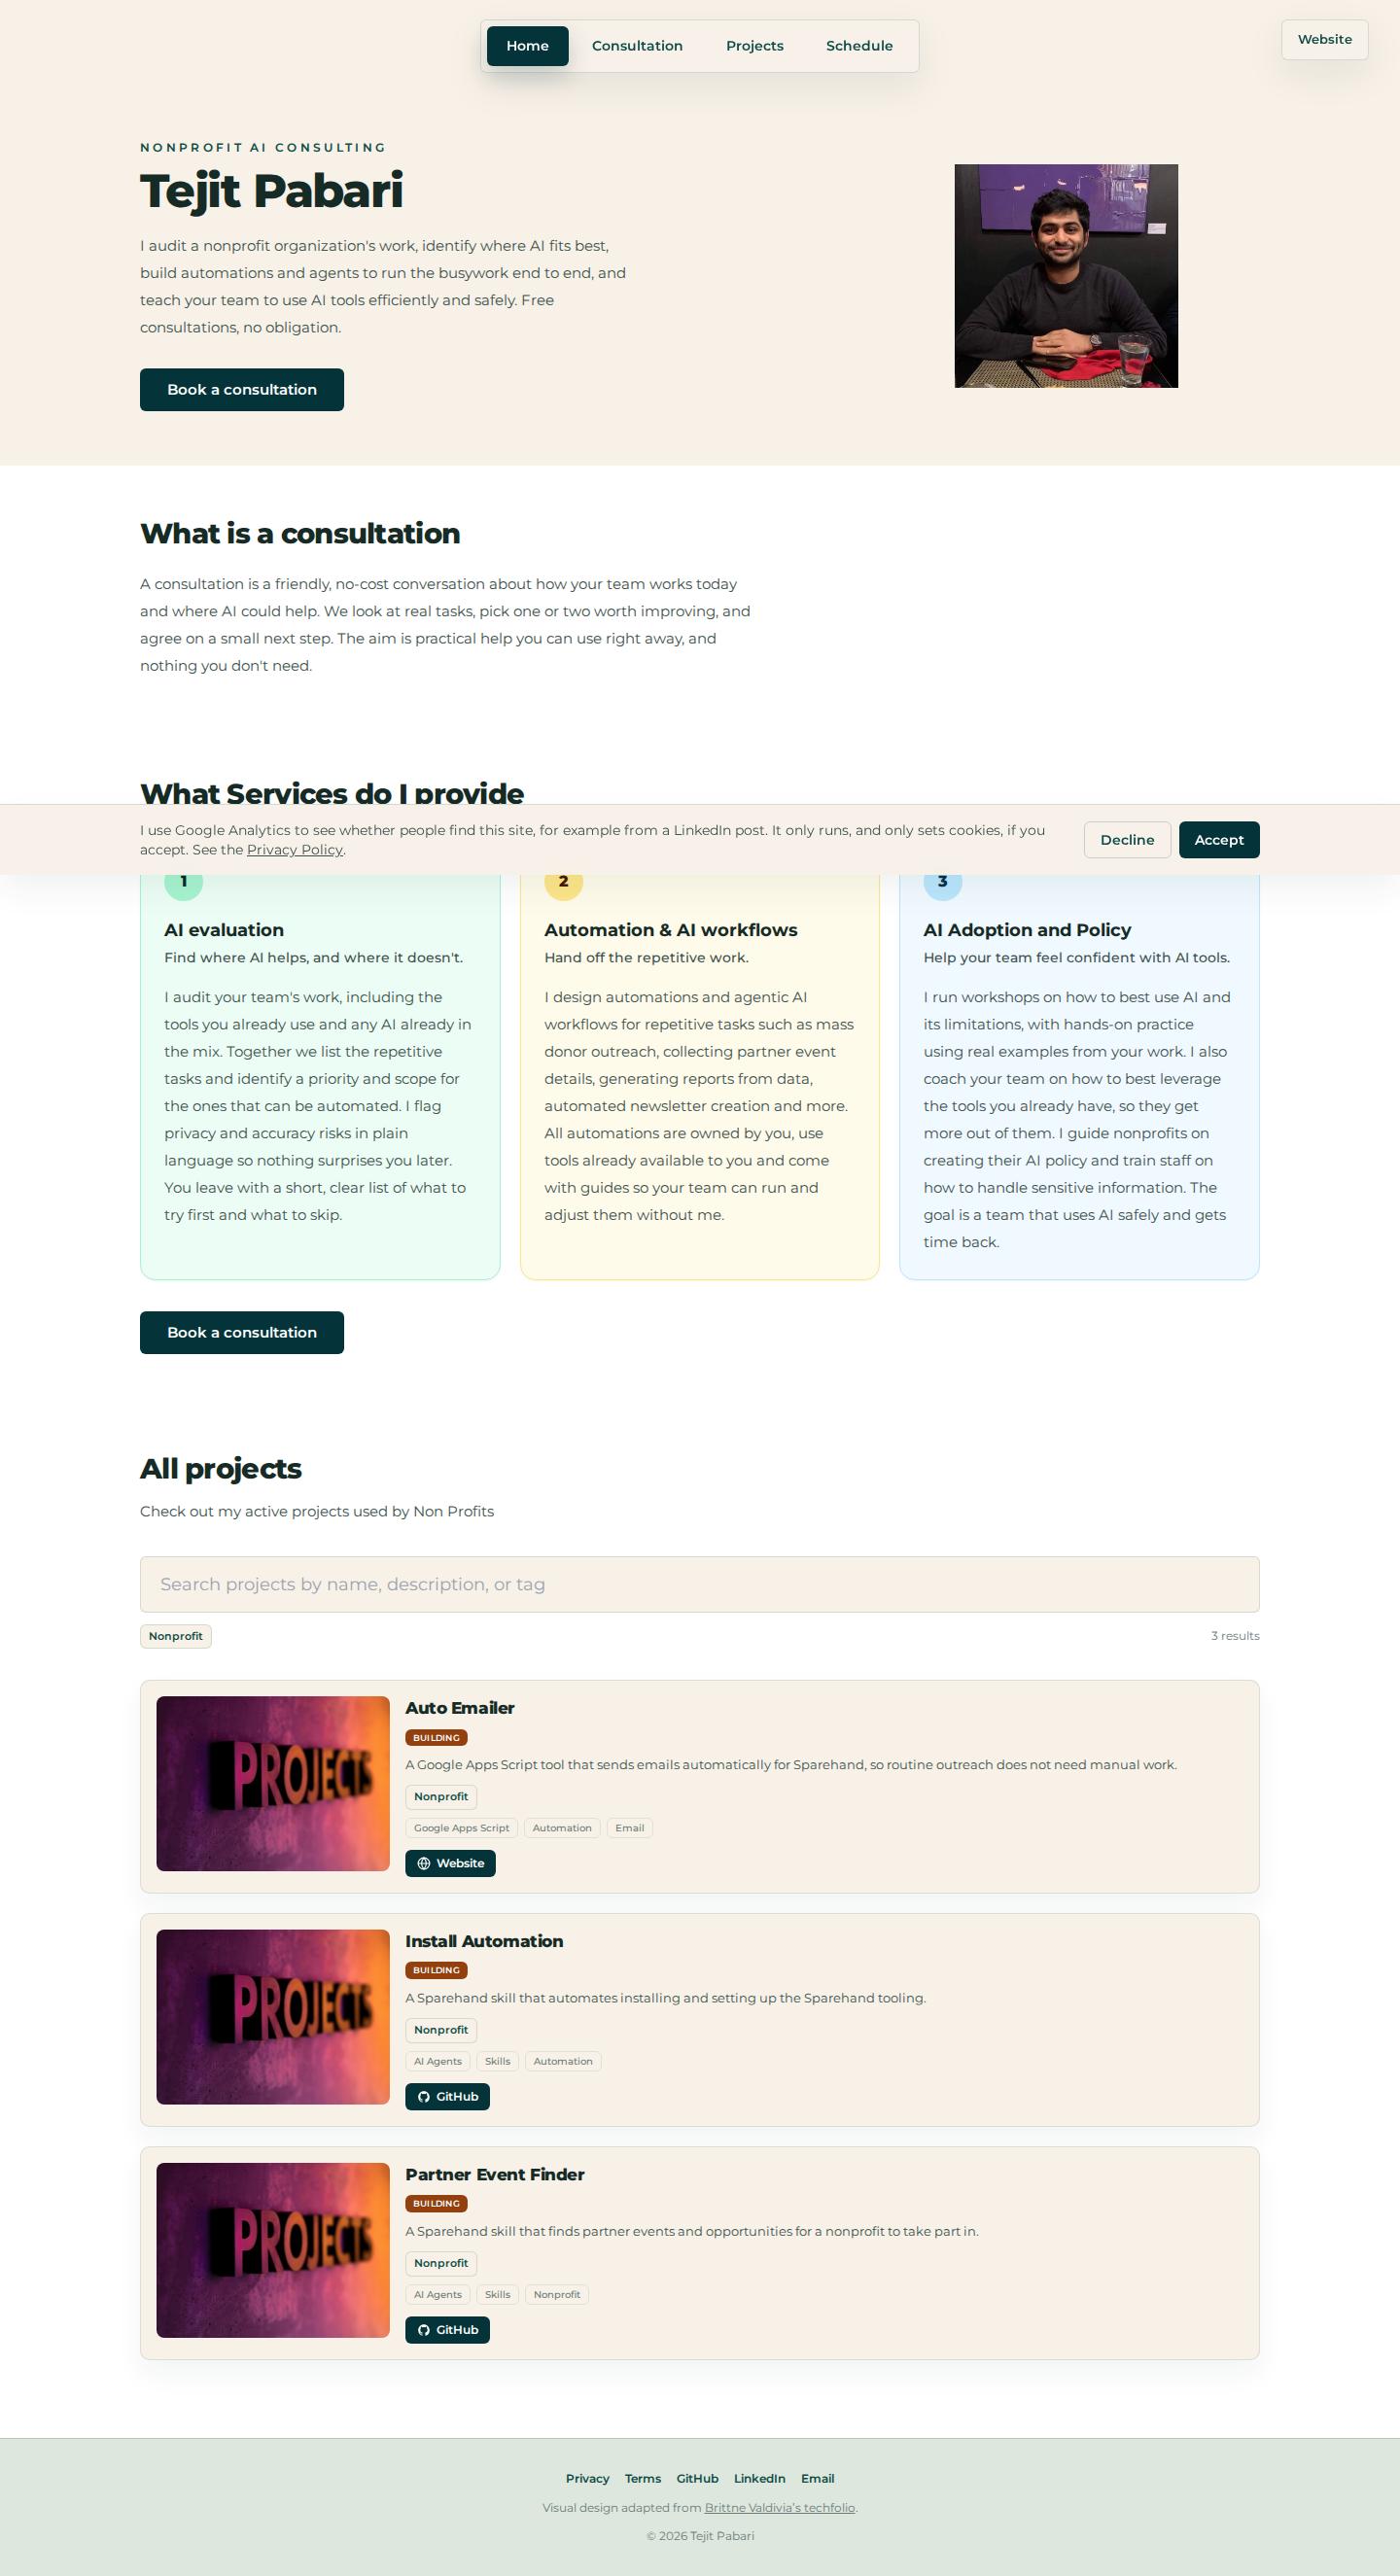 Home
Consultation
Projects
Schedule
Website
NONPROFIT AI CONSULTING
Tejit Pabari
I audit a nonprofit organization's work, identify where AI fits best,
build automations and agents to run the busywork end to end, and
teach your team to use AI tools efficiently and safely. Free
consultations, no obligation.
Book a consultation
What is a consultation
A consultation is a friendly, no-cost conversation about how your team works today
and where AI could help. We look at real tasks, pick one or two worth improving, and
agree on a small next step. The aim is practical help you can use right away, and
nothing you don't need.
What Services do I provide
I use Google Analytics to see whether people find this site, for example from a LinkedIn post. It only runs, and only sets cookies, if you
accept. See the Privacy Policy.
Decline
Accept
1
AI evaluation
Find where AI helps, and where it doesn't.
I audit your team's work, including the
tools you already use and any AI already in
the mix. Together we list the repetitive
tasks and identify a priority and scope for
the ones that can be automated. I flag
privacy and accuracy risks in plain
language so nothing surprises you later.
You leave with a short, clear list of what to
try first and what to skip.
2
Automation & AI workflows
Hand off the repetitive work.
I design automations and agentic AI
workflows for repetitive tasks such as mass
donor outreach, collecting partner event
details, generating reports from data,
automated newsletter creation and more.
All automations are owned by you, use
tools already available to you and come
with guides so your team can run and
adjust them without me.
3
AI Adoption and Policy
Help your team feel confident with AI tools.
I run workshops on how to best use AI and
its limitations, with hands-on practice
using real examples from your work. I also
coach your team on how to best leverage
the tools you already have, so they get
more out of them. I guide nonprofits on
creating their AI policy and train staff on
how to handle sensitive information. The
goal is a team that uses AI safely and gets
time back.
Book a consultation
All projects
Check out my active projects used by Non Profits
Search projects by name, description, or tag
Nonprofit
3 results
PROJECTS
Auto Emailer
BUILDING
A Google Apps Script tool that sends emails automatically for Sparehand, so routine outreach does not need manual work.
Nonprofit
Google Apps Script
Automation
Email
Website
PROJECTS
Install Automation
BUILDING
A Sparehand skill that automates installing and setting up the Sparehand tooling.
Nonprofit
AI Agents
Skills
Automation
GitHub
PROJECTS
Partner Event Finder
BUILDING
A Sparehand skill that finds partner events and opportunities for a nonprofit to take part in.
Nonprofit
AI Agents
Skills
Nonprofit
GitHub
Privacy
Terms
GitHub
LinkedIn
Email
Visual design adapted from Brittne Valdivia's techfolio.
© 2026 Tejit Pabari